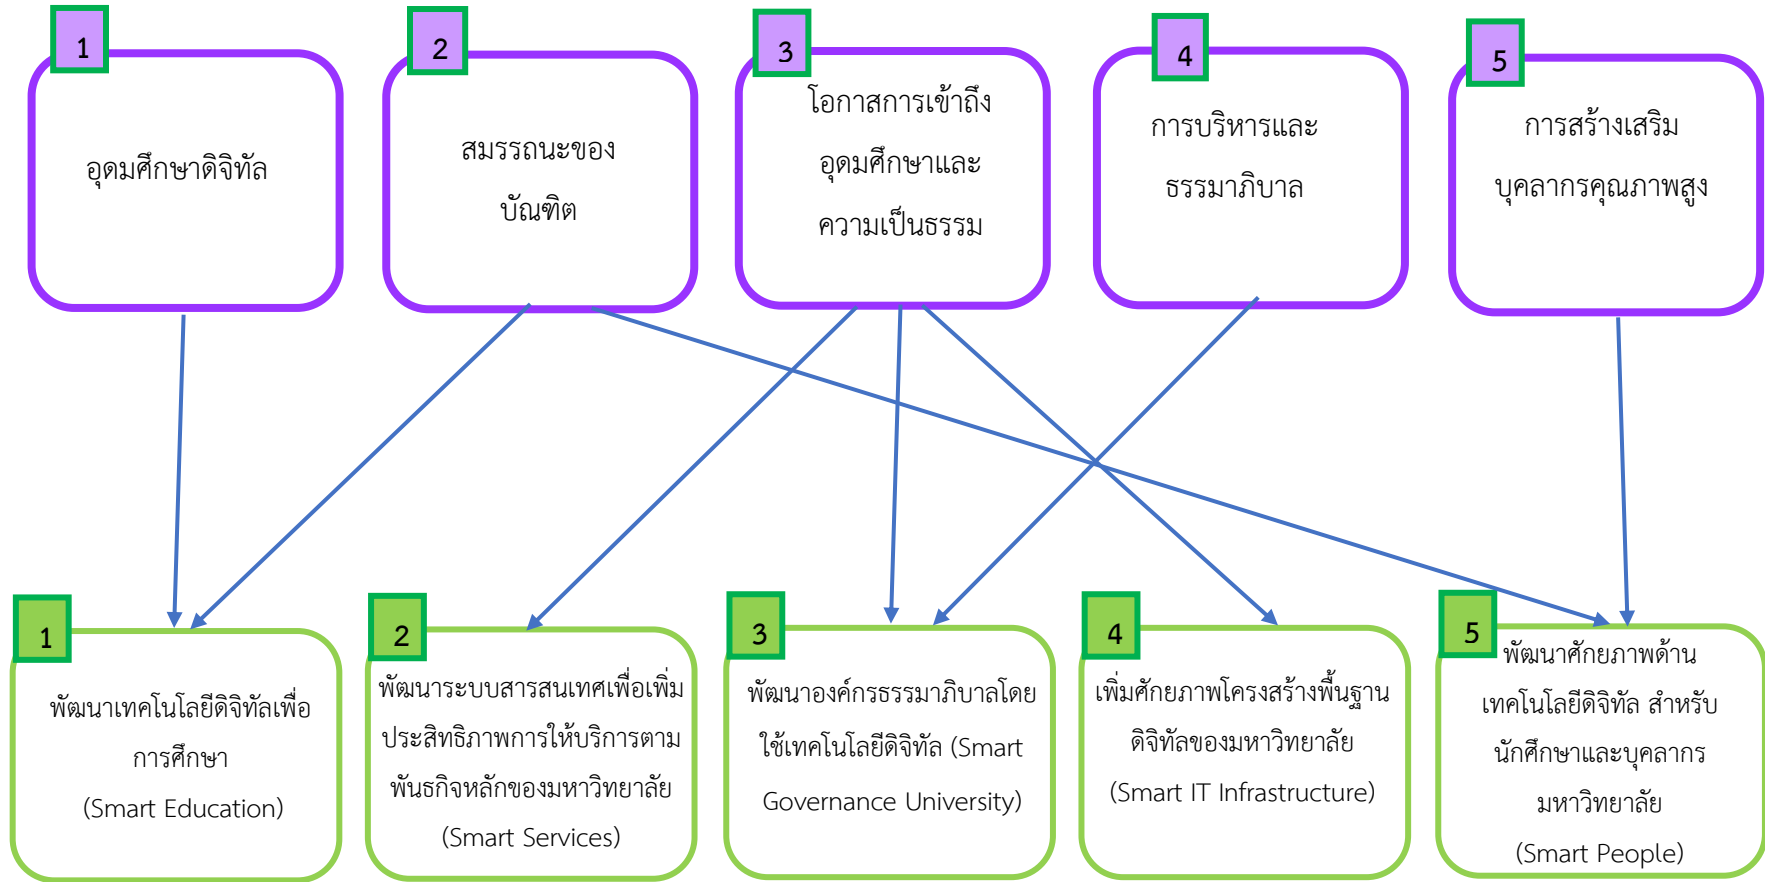 1
อุดมศึกษาดิจิทัล
2
สมรรถนะของ
บัณฑิต
3
โอกาสการเข้าถึง
อุดมศึกษาและ
ความเป็นธรรม
4
การบริหารและ
ธรรมาภิบาล
5
การสร้างเสริม
บุคลากรคุณภาพสูง
1
พัฒนาเทคโนโลยีดิจิทัลเพื่อ
การศึกษา
(Smart Education)
2
พัฒนาระบบสารสนเทศเพื่อเพิ่ม
ประสิทธิภาพการให้บริการตาม
พันธกิจหลักของมหาวิทยาลัย
(Smart Services)
3
พัฒนาองค์กรธรรมาภิบาลโดย
ใช้เทคโนโลยีดิจิทัล (Smart
Governance University)
4
เพิ่มศักยภาพโครงสร้างพื้นฐาน
ดิจิทัลของมหาวิทยาลัย
(Smart IT Infrastructure)
5
พัฒนาศักยภาพด้าน
เทคโนโลยีดิจิทัล สำหรับ
นักศึกษาและบุคลากร
มหาวิทยาลัย
(Smart People)